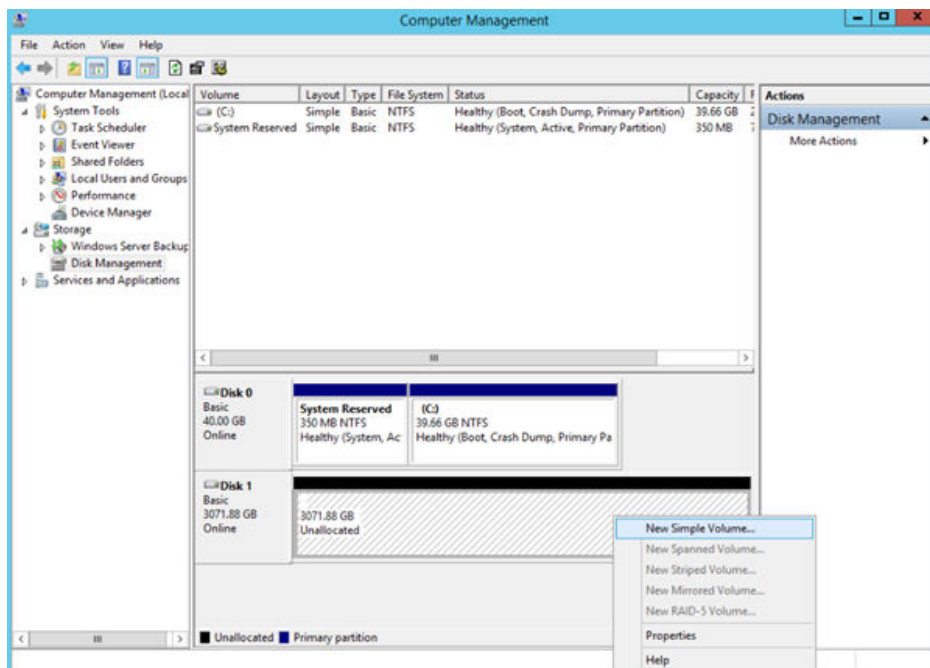 Computer Management
File Action View Help
Computer Management (Local
System Tools
Task Scheduler
Event Viewer
Shared Folders
Local Users and Groups
Performance
Device Manager
Storage
Windows Server Backup
Disk Management
Services and Applications
Volume Layout Type File System Status Capacity
(C:) Simple Basic NTFS Healthy (Boot, Crash Dump, Primary Partition) 39.66 GB
System Reserved Simple Basic NTFS Healthy (System, Active, Primary Partition) 350 MB
Actions
Disk Management
More Actions
Disk 0
Basic
40.00 GB
Online
System Reserved
350 MB NTFS
Healthy (System, Ac
(C:)
39.66 GB NTFS
Healthy (Boot, Crash Dump, Primary Pa
Disk 1
Basic
3071.88 GB
Online
3071.88 GB
Unallocated
New Simple Volume...
New Spanned Volume...
New Striped Volume...
New Mirrored Volume...
New RAID-5 Volume...
Properties
Help
Unallocated Primary partition